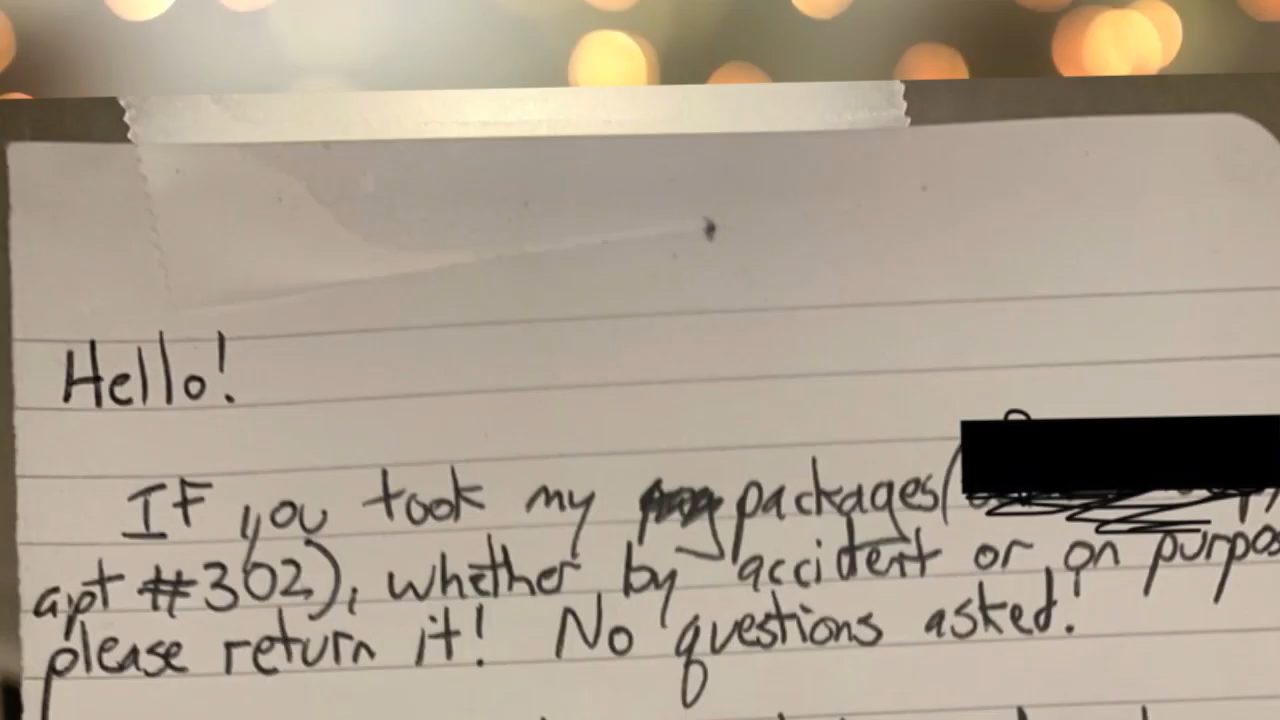 Hello!
If you took my packages(
apt #302), whether by accident or on purpos
please return it! No questions asked.